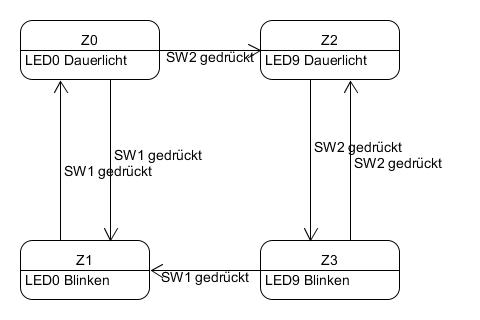 Z0
LED0 Dauerlicht
SW2 gedrückt
Z2
LED9 Dauerlicht
SW1 gedrückt
SW1 gedrückt
SW2 gedrückt
SW2 gedrückt
Z1
LED0 Blinken
SW1 gedrückt
Z3
LED9 Blinken